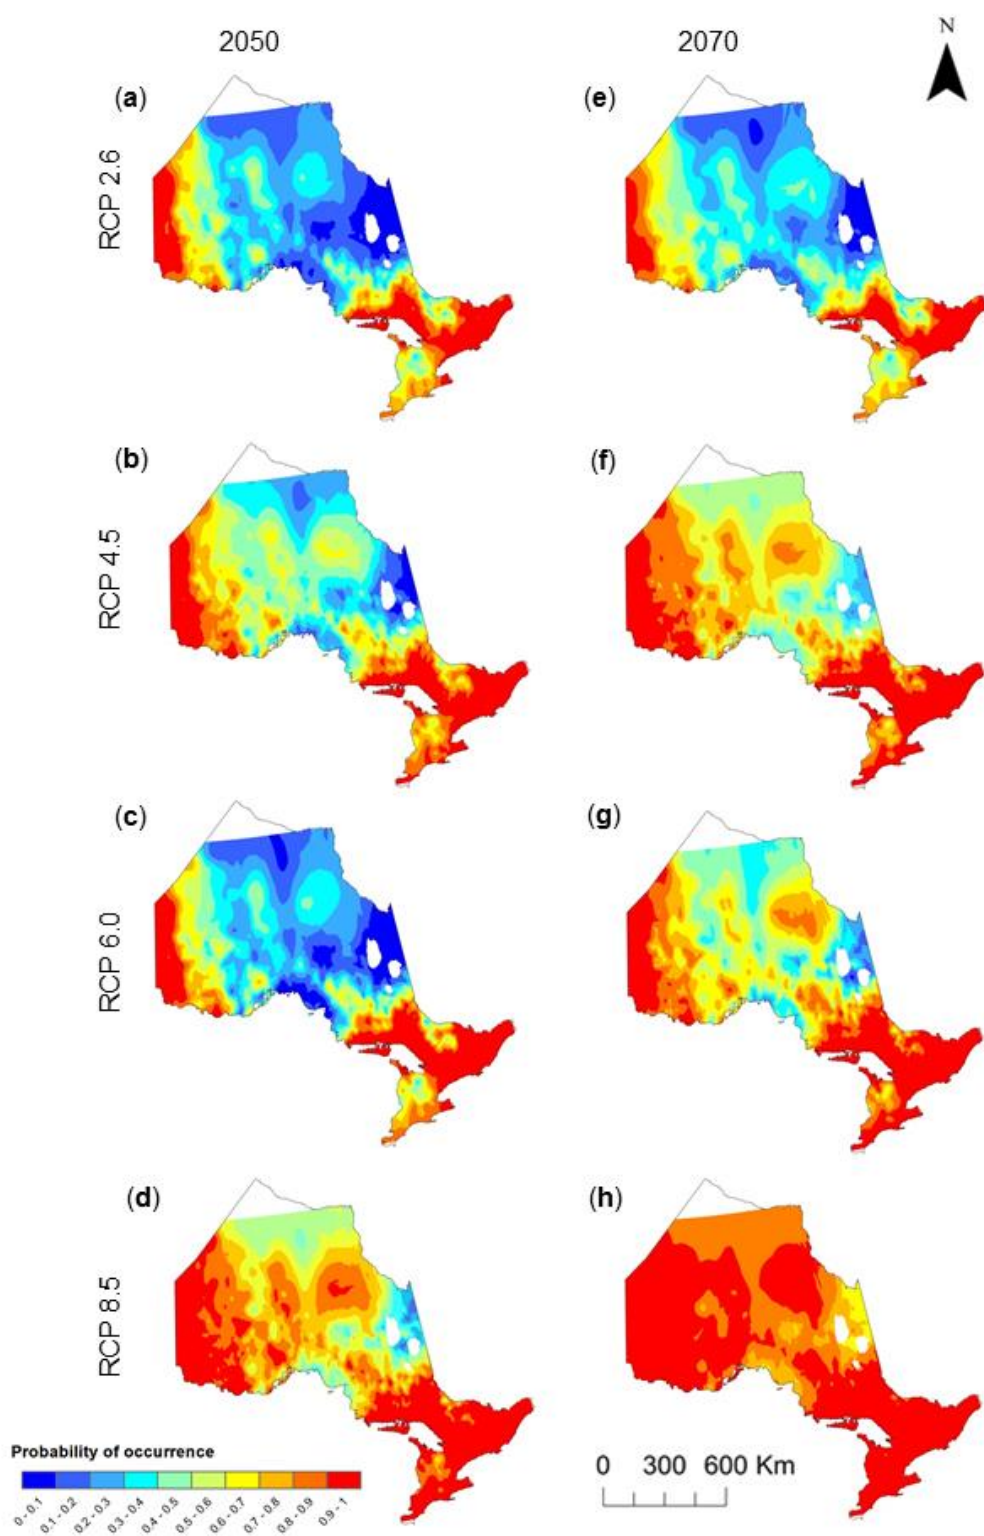 2050 2070 N
(a) (e)
RCP 2.6
(b) (f)
RCP 4.5
(c) (g)
RCP 6.0
(d) (h)
RCP 8.5
Probability of occurrence
0 - 0.1 0.1 - 0.2 0.2 - 0.3 0.3 - 0.4 0.4 - 0.5 0.5 - 0.6 0.6 - 0.7 0.7 - 0.8 0.8 - 0.9 0.9 - 1
0 300 600 Km